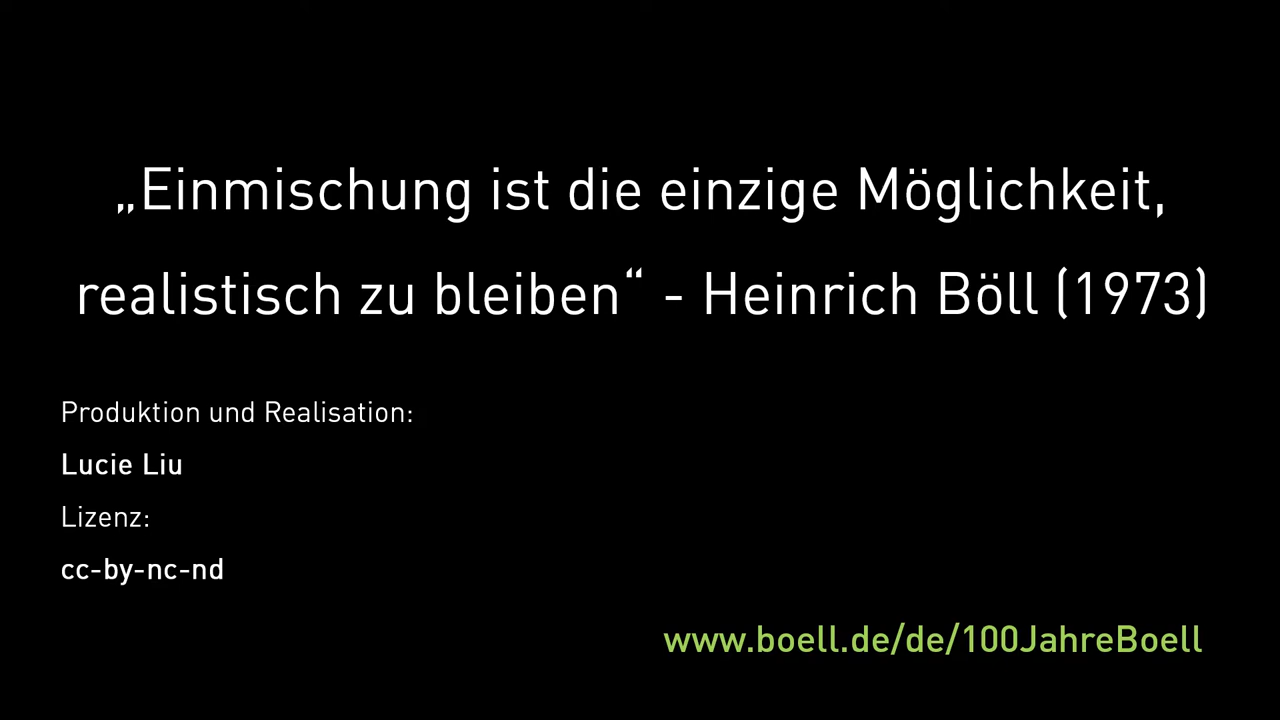 „Einmischung ist die einzige Möglichkeit,
realistisch zu bleiben“ - Heinrich Böll (1973)
Produktion und Realisation:
Lucie Liu
Lizenz:
cc-by-nc-nd
www.boell.de/de/100JahreBoell